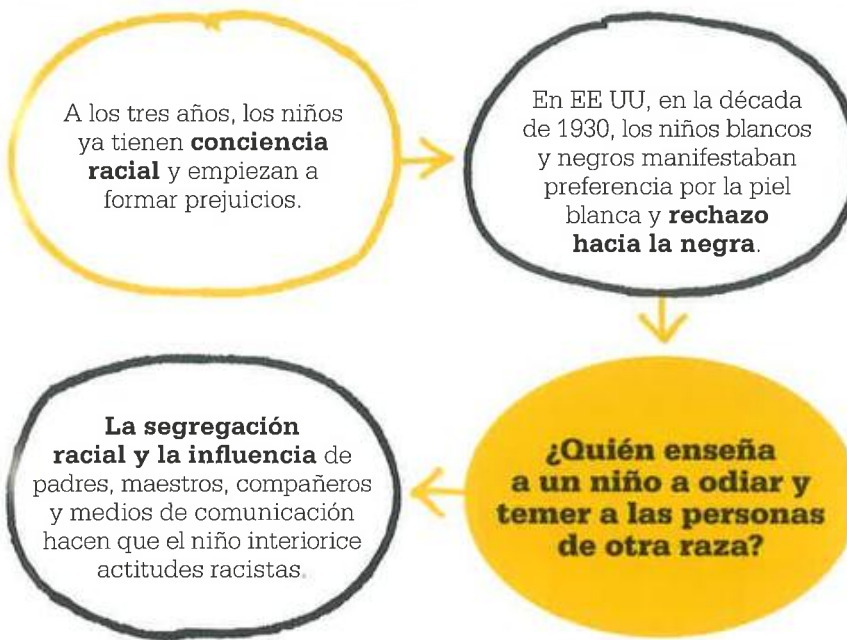 A los tres años, los niños
ya tienen conciencia
racial y empiezan a
formar prejuicios.
En EE UU, en la década
de 1930, los niños blancos
y negros manifestaban
preferencia por la piel
blanca y rechazo
hacia la negra.
¿Quién enseña
a un niño a odiar y
temer a las personas
de otra raza?
La segregación
racial y la influencia de
padres, maestros, compañeros
y medios de comunicación
hacen que el niño interiorice
actitudes racistas.